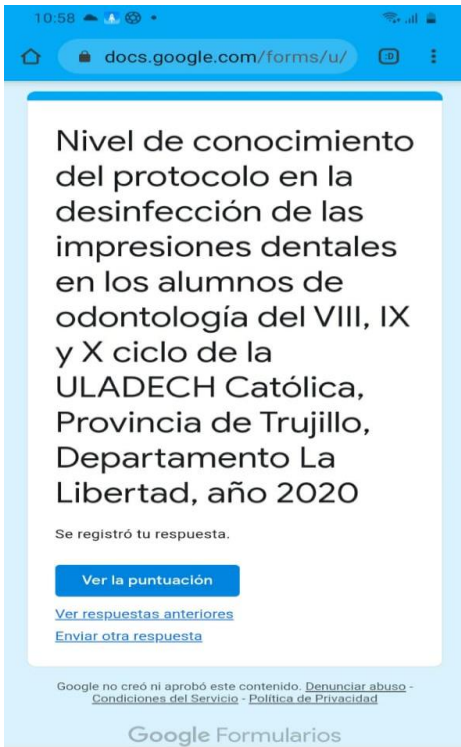 10:58
docs.google.com/forms/u/
:D
Nivel de conocimiento
del protocolo en la
desinfección de las
impresiones dentales
en los alumnos de
odontología del VIII, IX
y X ciclo de la
ULADECH Católica,
Provincia de Trujillo,
Departamento La
Libertad, año 2020
Se registró tu respuesta.
Ver la puntuación
Ver respuestas anteriores
Enviar otra respuesta
Google no creó ni aprobó este contenido. Denunciar abuso -
Condiciones del Servicio - Política de Privacidad
Google Formularios